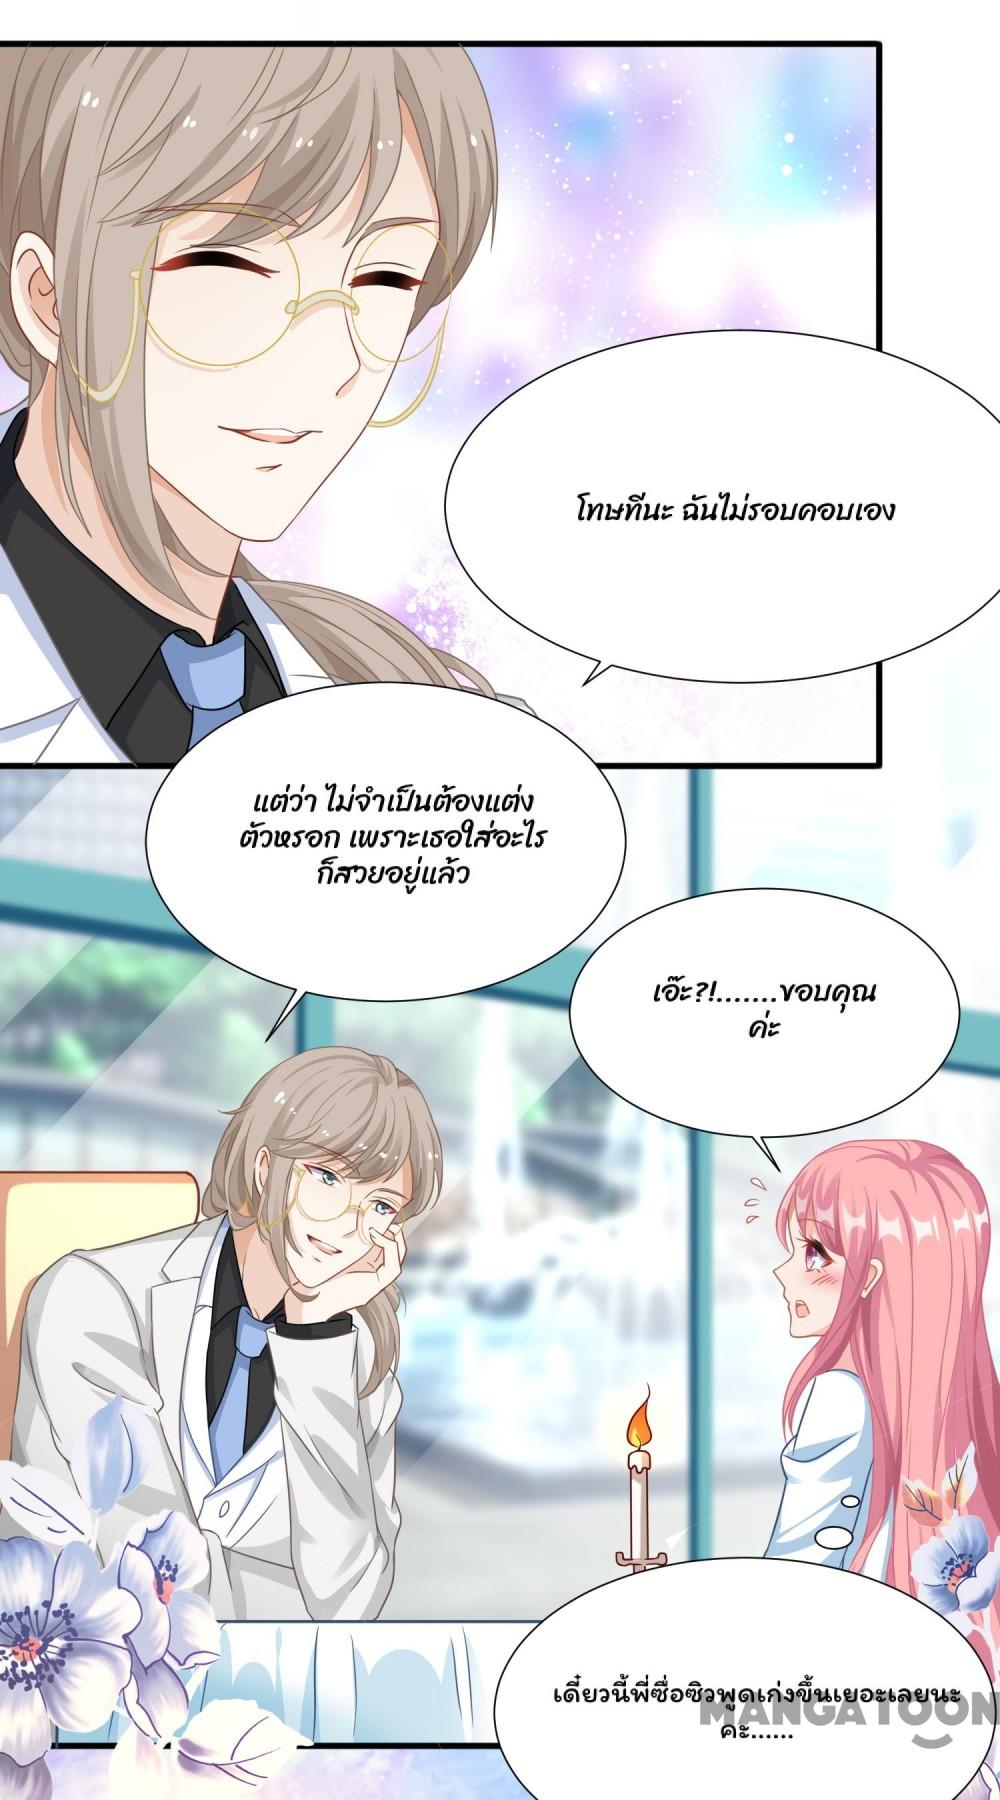 โทษทีนะ ฉันไม่รอบคอบเอง
แต่ว่า ไม่จำเป็นต้องแต่ง
ตัวหรอก เพราะเธอใส่อะไร
ก็สวยอยู่แล้ว
เอ๊ะ?!.......ขอบคุณ
ค่ะ
เดี๋ยวนี้พี่ซื่อชิวพูดเก่งขึ้นเยอะเลยนะ
คะ......
MANGATOON